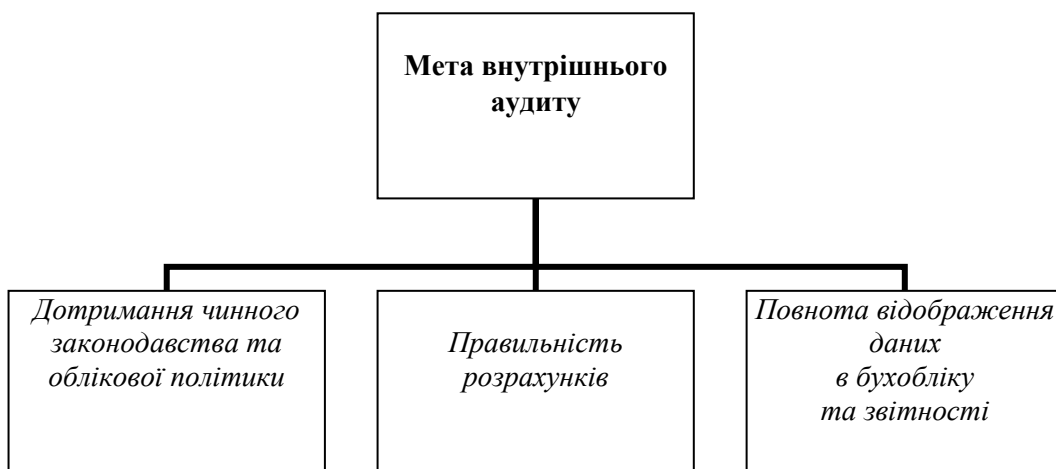 Мета внутрішнього
аудиту
Дотримання чинного
законодавства та
облікової політики
Правильність
розрахунків
Повнота відображення
даних
в бухобліку
та звітності